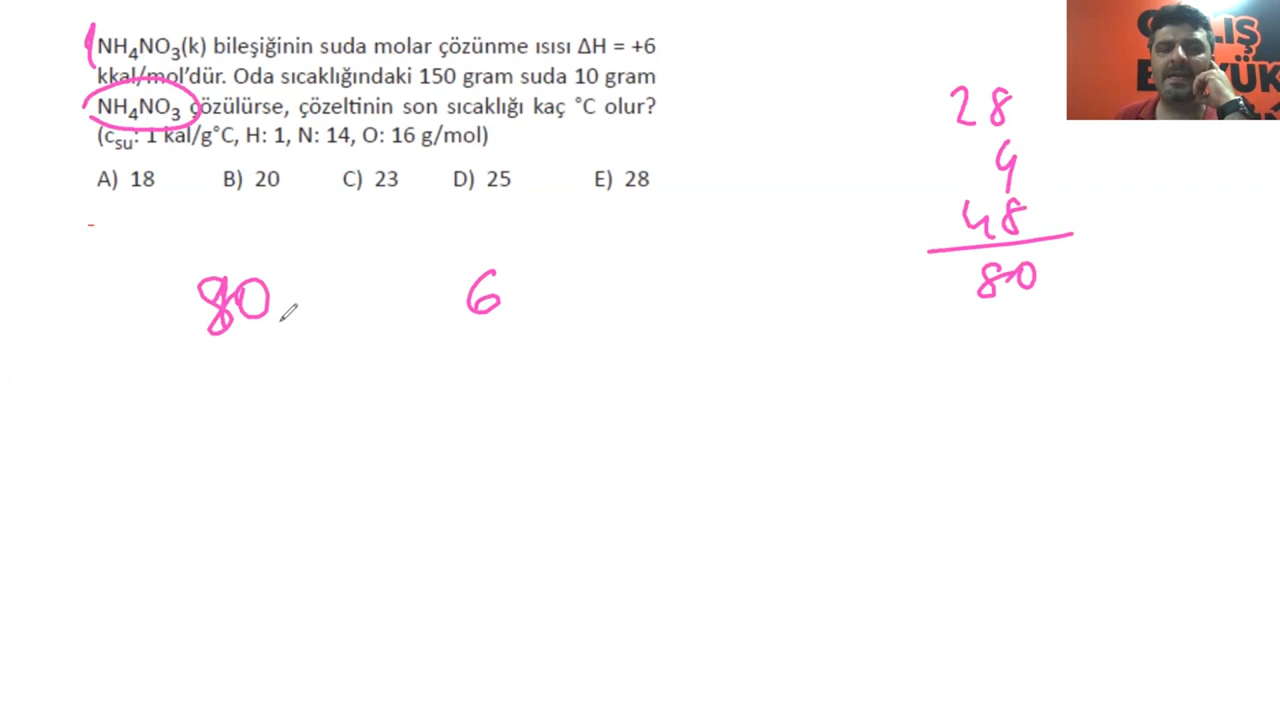 NH₄NO₃(k) bileşiğinin suda molar çözünme ısısı ΔH = +6
kkal/mol'dür. Oda sıcaklığındaki 150 gram suda 10 gram
NH₄NO₃ çözülürse, çözeltinin son sıcaklığı kaç °C olur?
(c_su: 1 kal/g°C, H: 1, N: 14, O: 16 g/mol)
A) 18 B) 20 C) 23 D) 25 E) 28
28
4
48
80
80 6